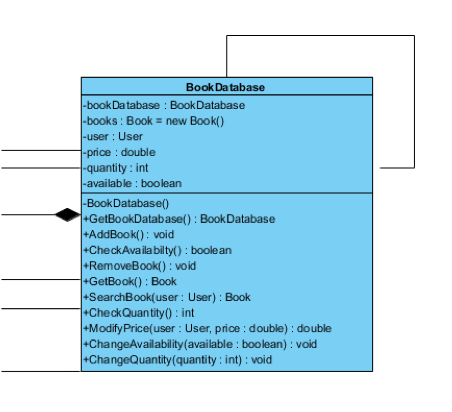 BookDatabase
-bookDatabase : BookDatabase
-books : Book = new Book()
-user : User
-price : double
-quantity : int
-available : boolean
-BookDatabase()
+GetBookDatabase() : BookDatabase
+AddBook() : void
+CheckAvailabilty() : boolean
+RemoveBook() : void
+GetBook() : Book
+SearchBook(user : User) : Book
+CheckQuantity() : int
+ModifyPrice(user : User, price : double) : double
+ChangeAvailability(available : boolean) : void
+ChangeQuantity(quantity : int) : void